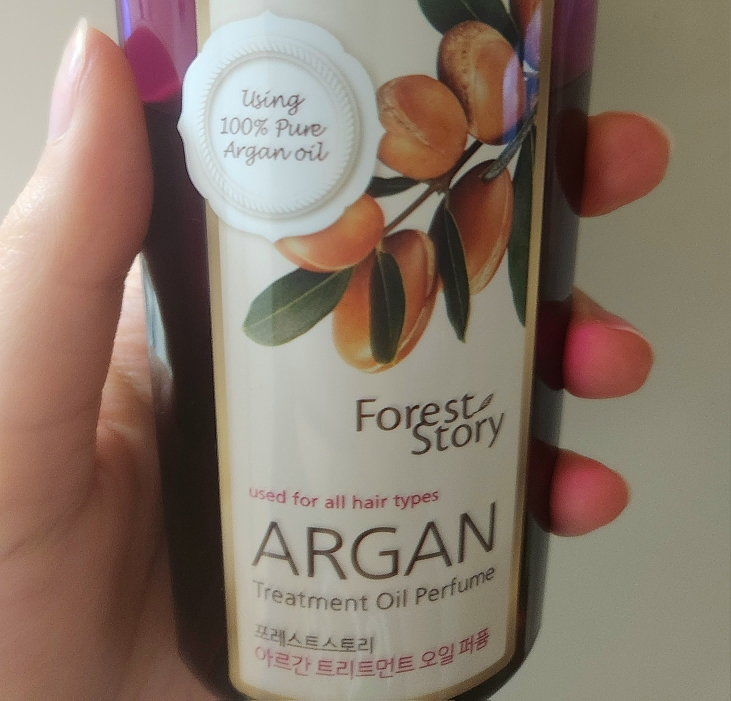 Using
100% Pure
Argan oil
Forest
Story
used for all hair types
ARGAN
Treatment Oil Perfume
포레스트스토리
아르간 트리트먼트 오일 퍼퓸